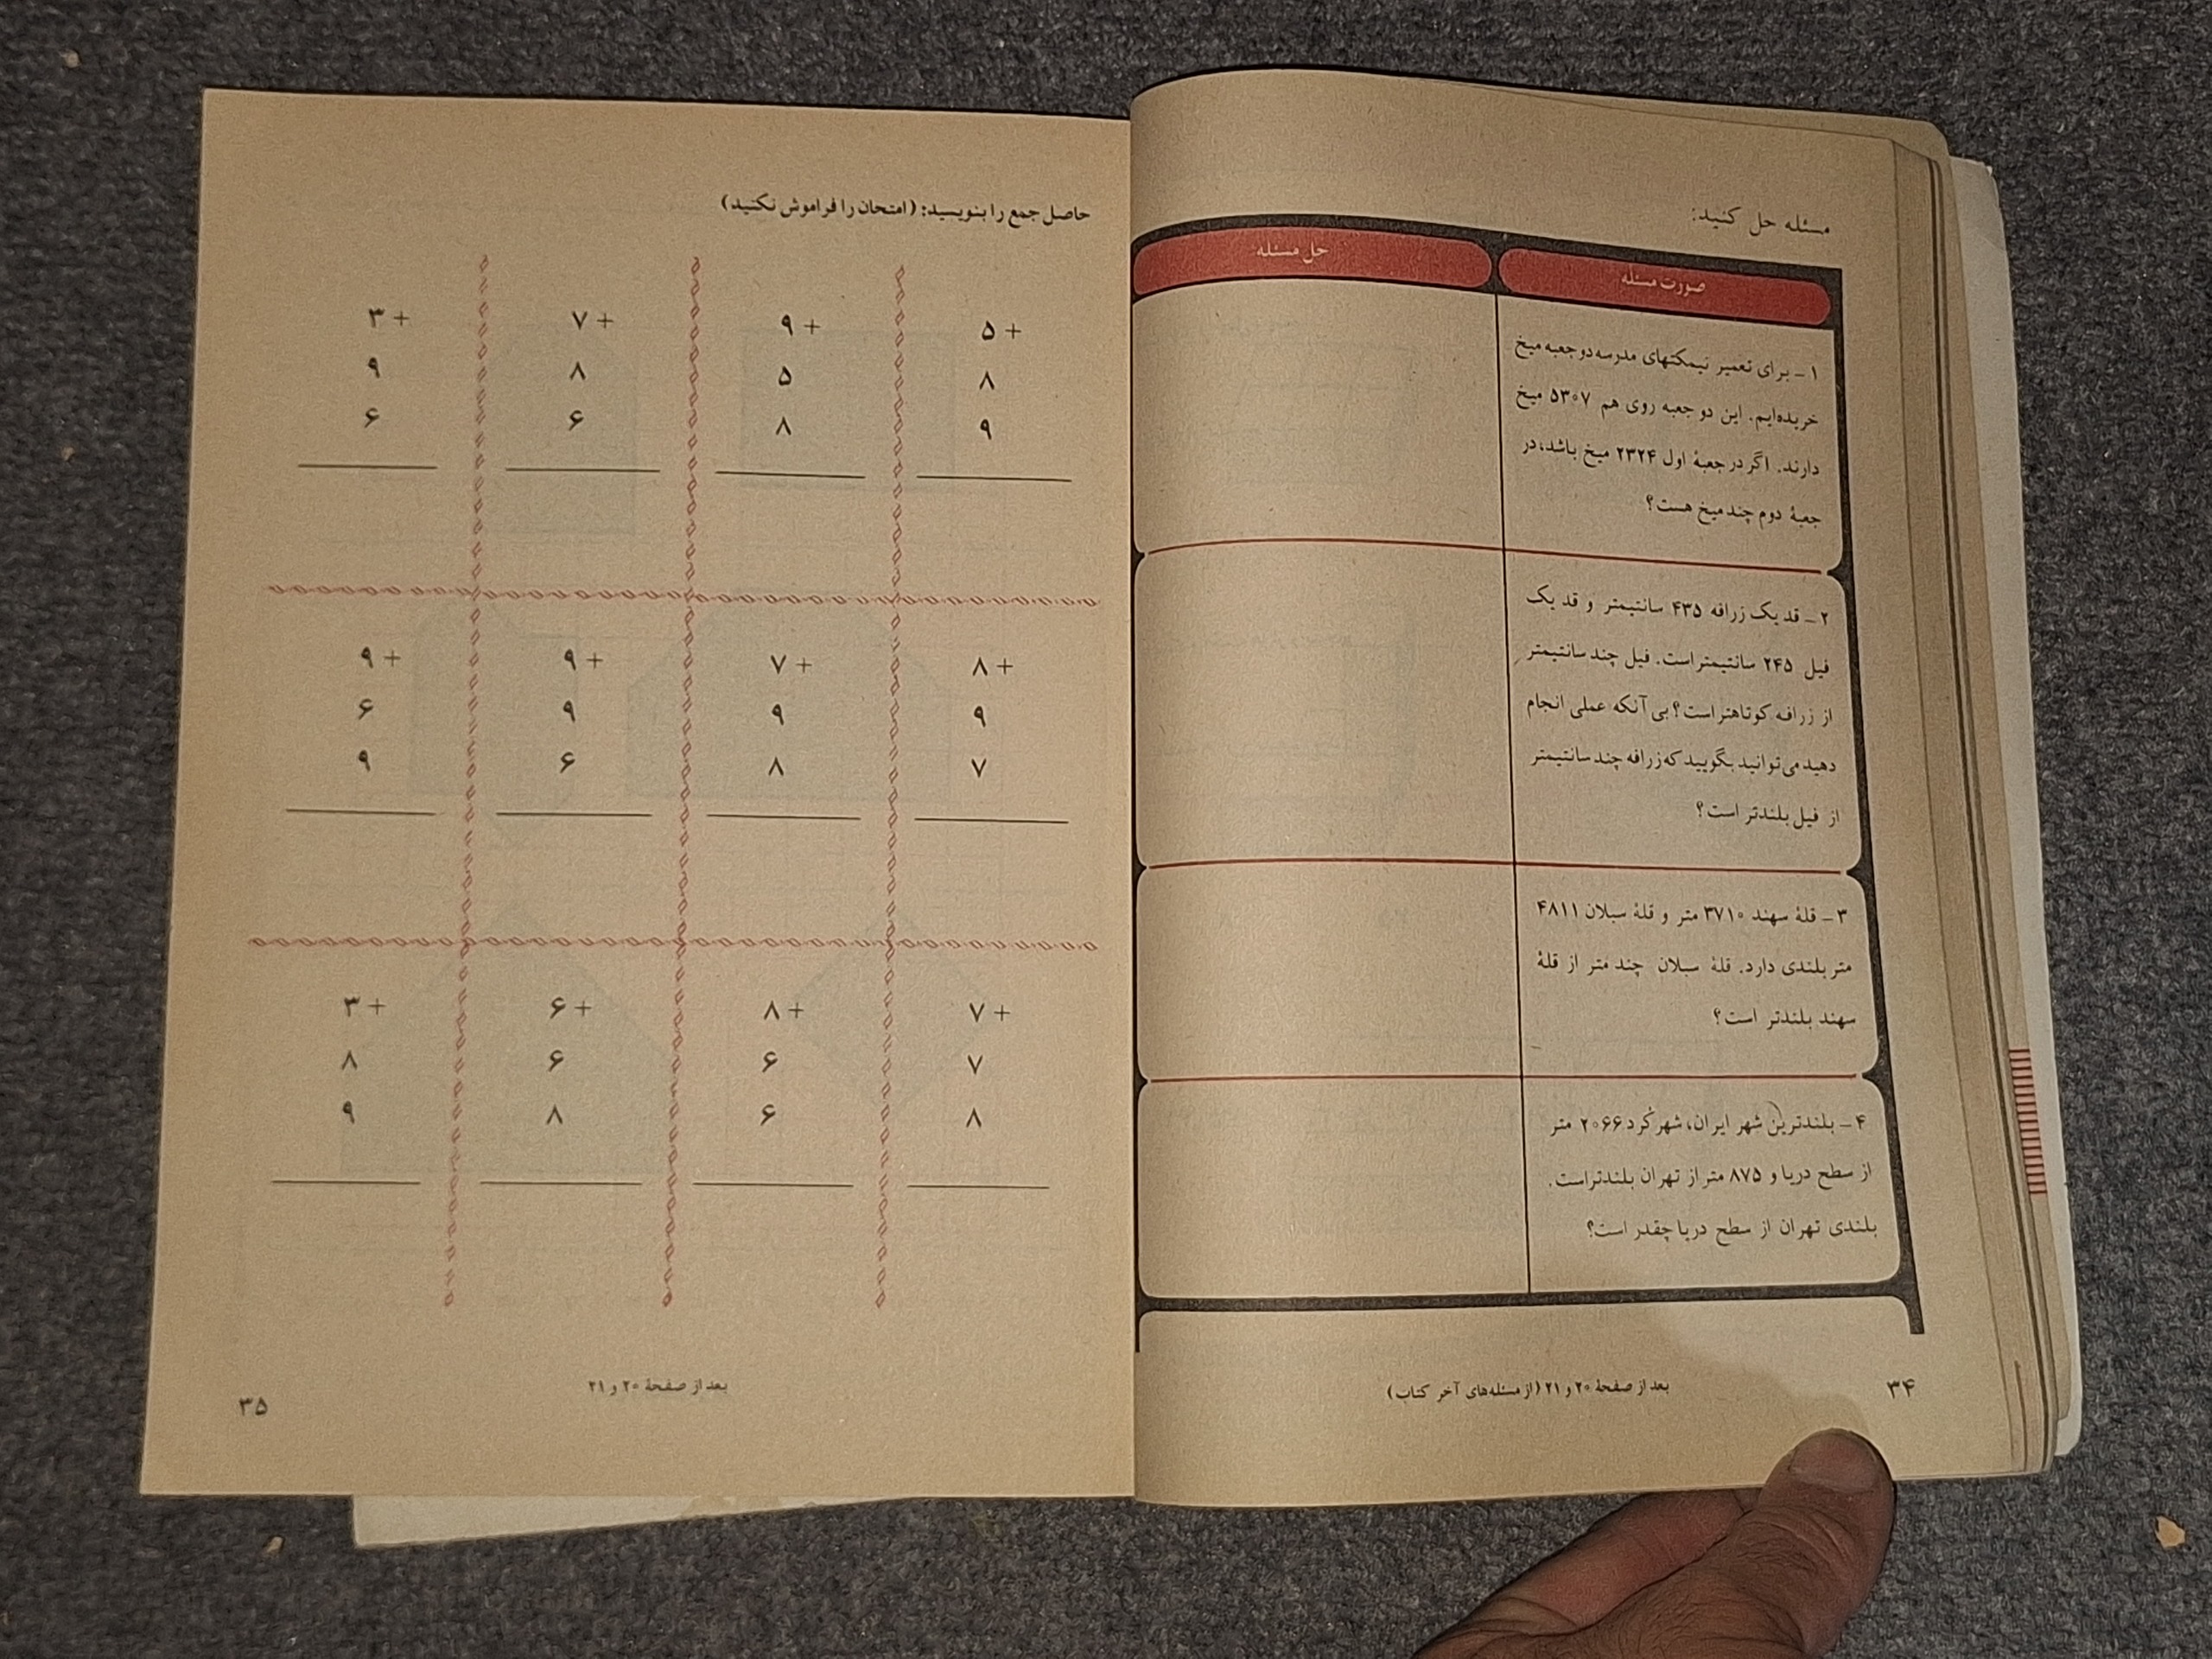 مسئله حل کنید:
صورت مسئله
حل مسئله
۱ـ برای تعمیر نیمکتهای مدرسه دو جعبه میخ
خریده‌ایم. این دو جعبه روی هم ۵۳۰۷ میخ
دارند. اگر در جعبهٔ اول ۲۳۲۴ میخ باشد، در
جعبهٔ دوم چند میخ هست؟
۲ـ قد یک زرافه ۴۳۵ سانتیمتر و قد یک
فیل ۲۴۵ سانتیمتر است. فیل چند سانتیمتر
از زرافه کوتاهتر است؟ بی‌آنکه عملی انجام
دهید می‌توانید بگویید که زرافه چند سانتیمتر
از فیل بلندتر است؟
۳ـ قلهٔ سهند ۳۷۱۰ متر و قلهٔ سبلان ۴۸۱۱
متر بلندی دارد. قلهٔ سبلان چند متر از قلهٔ
سهند بلندتر است؟
۴ـ بلندترین شهر ایران، شهرکُرد ۲۰۶۶ متر
از سطح دریا و ۸۷۵ متر از تهران بلندتر است.
بلندی تهران از سطح دریا چقدر است؟
بعد از صفحهٔ ۲۰ و ۲۱ (از مسئله‌های آخر کتاب)
۳۴
حاصل جمع را بنویسید: (امتحان را فراموش نکنید)
۵ +
۸
۹
۹ +
۵
۸
۷ +
۸
۶
۳ +
۹
۶
۸ +
۹
۷
۷ +
۹
۸
۹ +
۹
۶
۹ +
۶
۹
۷ +
۷
۸
۸ +
۶
۶
۶ +
۶
۸
۳ +
۸
۹
بعد از صفحهٔ ۲۰ و ۲۱
۳۵